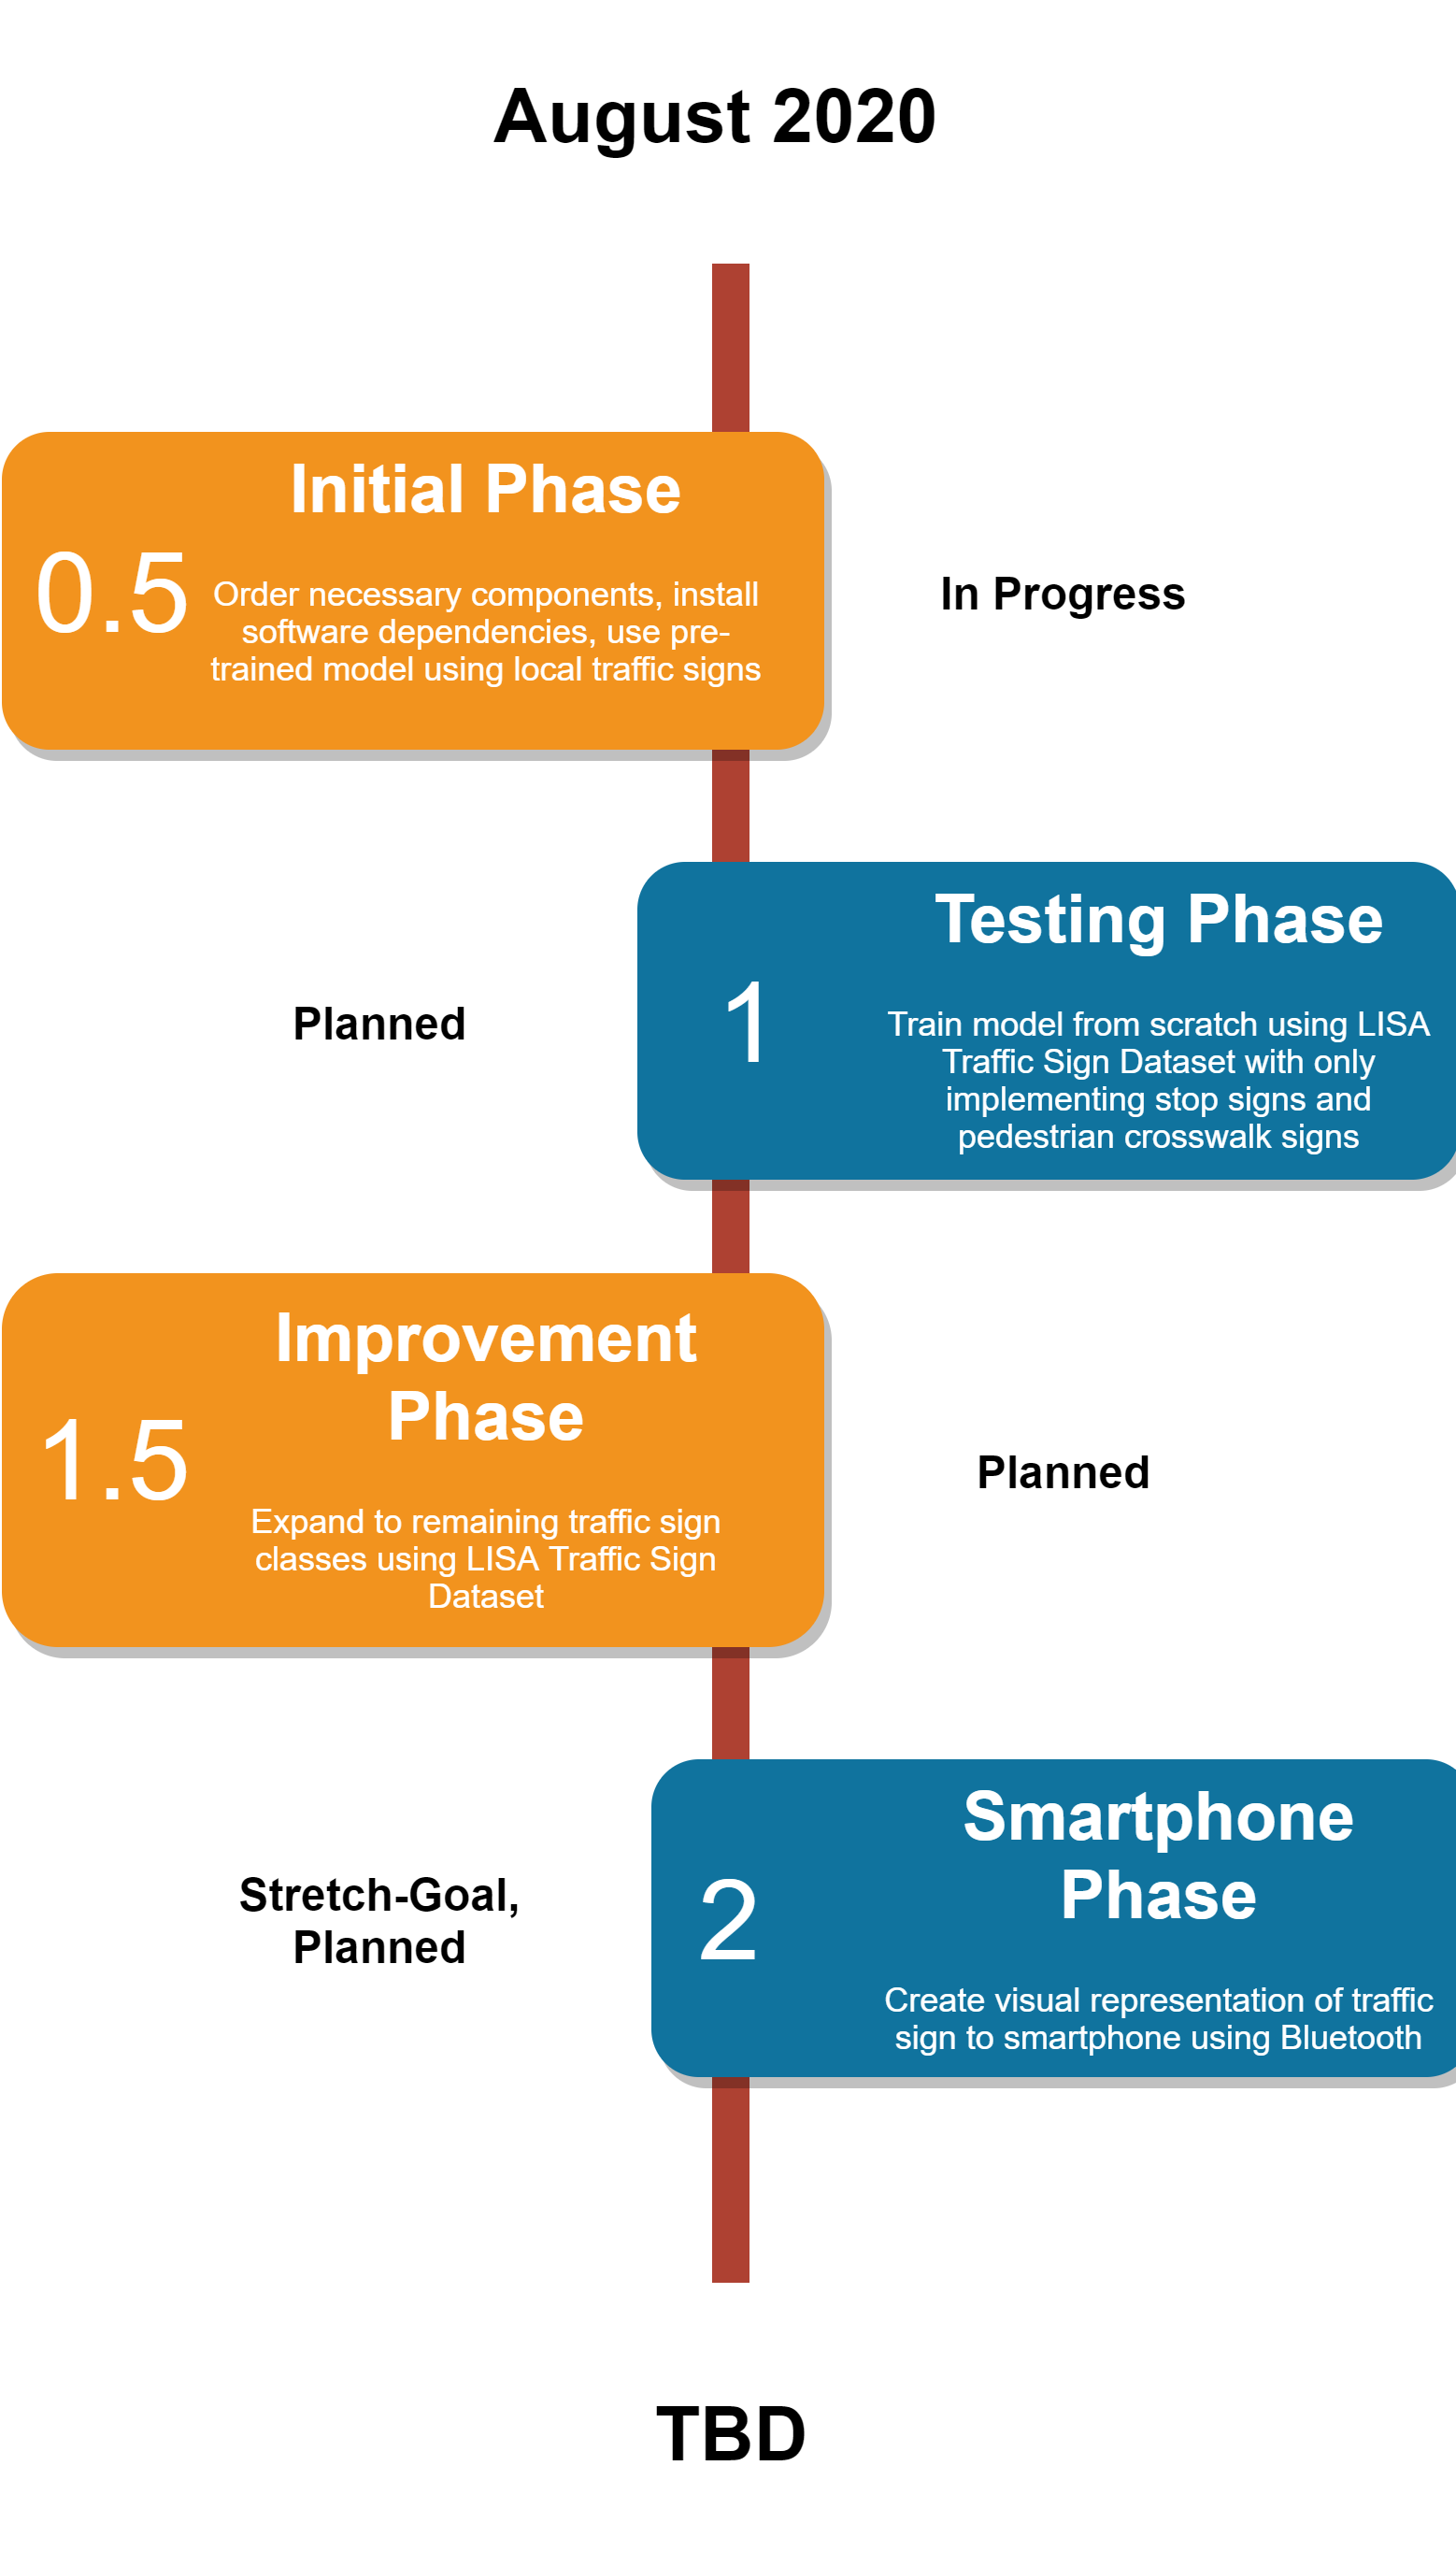 August 2020
Initial Phase
0.5
Order necessary components, install
software dependencies, use pre-
trained model using local traffic signs
In Progress
Testing Phase
1
Train model from scratch using LISA
Traffic Sign Dataset with only
implementing stop signs and
pedestrian crosswalk signs
Planned
Improvement
Phase
1.5
Expand to remaining traffic sign
classes using LISA Traffic Sign
Dataset
Planned
Smartphone
Phase
2
Create visual representation of traffic
sign to smartphone using Bluetooth
Stretch-Goal,
Planned
TBD